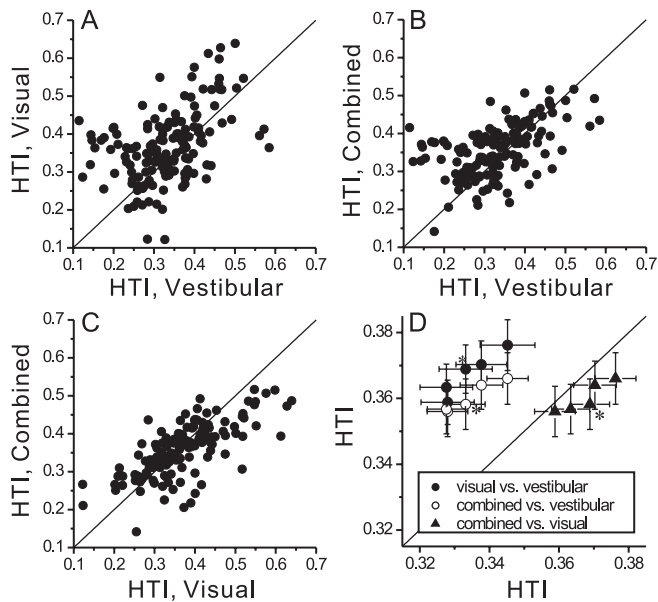 A
HTI, Visual
0.7
0.6
0.5
0.4
0.3
0.2
0.1
0.1 0.2 0.3 0.4 0.5 0.6 0.7
HTI, Vestibular
B
HTI, Combined
0.7
0.6
0.5
0.4
0.3
0.2
0.1
0.1 0.2 0.3 0.4 0.5 0.6 0.7
HTI, Vestibular
C
HTI, Combined
0.7
0.6
0.5
0.4
0.3
0.2
0.1
0.1 0.2 0.3 0.4 0.5 0.6 0.7
HTI, Visual
D
HTI
0.38
0.36
0.34
0.32
*
*
*
visual vs. vestibular
combined vs. vestibular
combined vs. visual
0.32 0.34 0.36 0.38
HTI